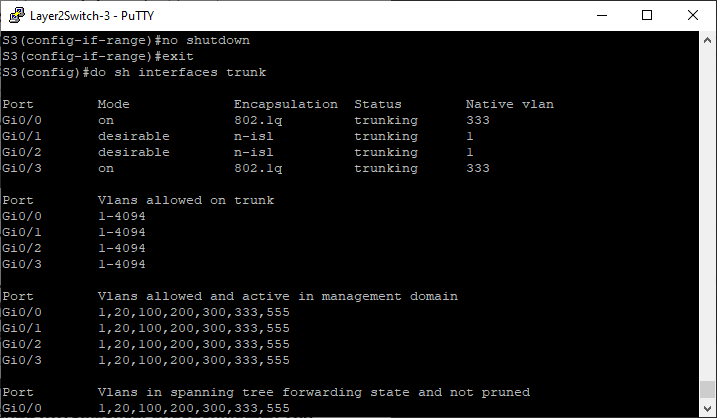 Layer2Switch-3 - PuTTY
S3(config-if-range)#no shutdown
S3(config-if-range)#exit
S3(config)#do sh interfaces trunk
Port        Mode             Encapsulation  Status        Native vlan
Gi0/0       on               802.1q         trunking      333
Gi0/1       desirable        n-isl          trunking      1
Gi0/2       desirable        n-isl          trunking      1
Gi0/3       on               802.1q         trunking      333
Port        Vlans allowed on trunk
Gi0/0       1-4094
Gi0/1       1-4094
Gi0/2       1-4094
Gi0/3       1-4094
Port        Vlans allowed and active in management domain
Gi0/0       1,20,100,200,300,333,555
Gi0/1       1,20,100,200,300,333,555
Gi0/2       1,20,100,200,300,333,555
Gi0/3       1,20,100,200,300,333,555
Port        Vlans in spanning tree forwarding state and not pruned
Gi0/0       1,20,100,200,300,333,555